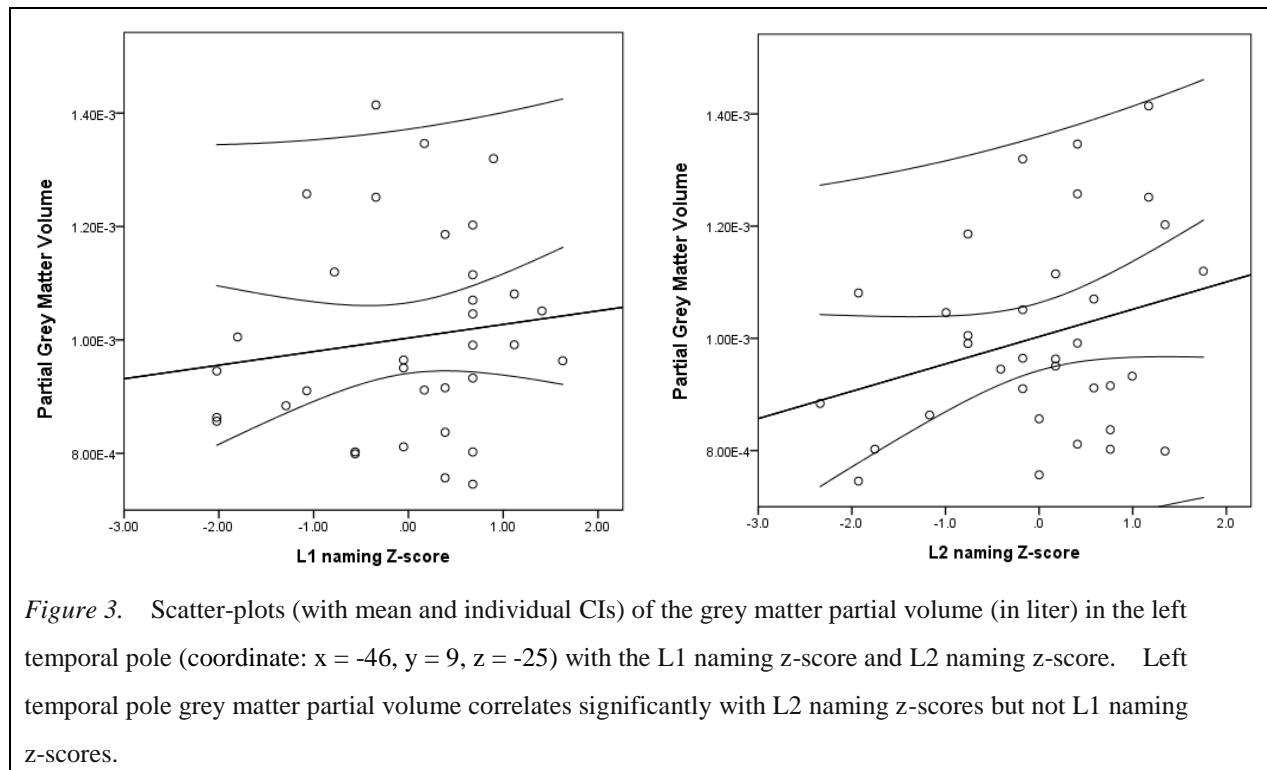 Partial Grey Matter Volume
1.40E-3
1.20E-3
1.00E-3
8.00E-4
-3.00 -2.00 -1.00 .00 1.00 2.00
L1 naming Z-score
Partial Grey Matter Volume
1.40E-3
1.20E-3
1.00E-3
8.00E-4
-3.0 -2.0 -1.0 .0 1.0 2.0
L2 naming Z-score
Figure 3. Scatter-plots (with mean and individual CIs) of the grey matter partial volume (in liter) in the left
temporal pole (coordinate: x = -46, y = 9, z = -25) with the L1 naming z-score and L2 naming z-score. Left
temporal pole grey matter partial volume correlates significantly with L2 naming z-scores but not L1 naming
z-scores.